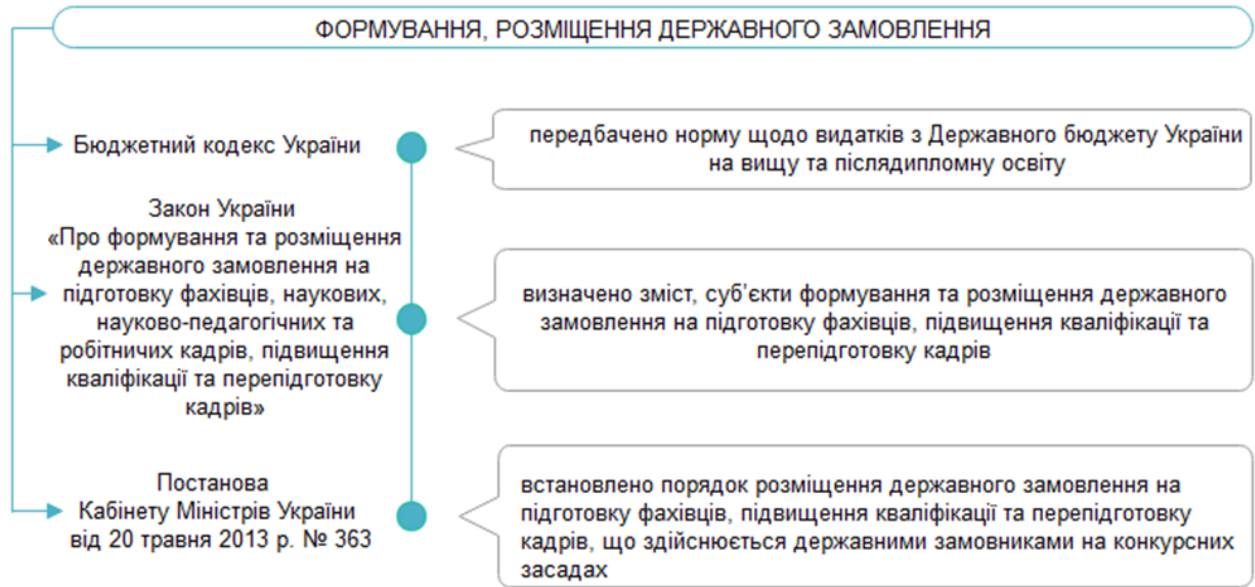 ФОРМУВАННЯ, РОЗМІЩЕННЯ ДЕРЖАВНОГО ЗАМОВЛЕННЯ
Бюджетний кодекс України
передбачено норму щодо видатків з Державного бюджету України
на вищу та післядипломну освіту
Закон України
«Про формування та розміщення
державного замовлення на
підготовку фахівців, наукових,
науково-педагогічних та
робітничих кадрів, підвищення
кваліфікації та перепідготовку
кадрів»
визначено зміст, суб’єкти формування та розміщення державного
замовлення на підготовку фахівців, підвищення кваліфікації та
перепідготовку кадрів
Постанова
Кабінету Міністрів України
від 20 травня 2013 р. № 363
встановлено порядок розміщення державного замовлення на
підготовку фахівців, підвищення кваліфікації та перепідготовку
кадрів, що здійснюється державними замовниками на конкурсних
засадах